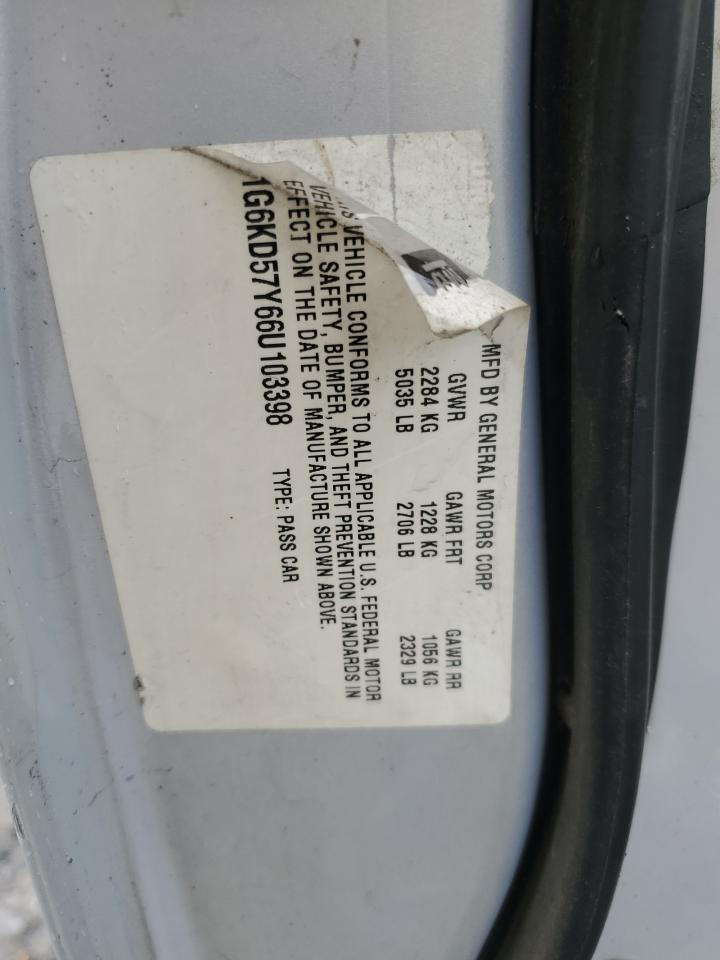 MFD BY GENERAL MOTORS CORP
GVWR GAWR FRT GAWR RR
2284 KG 1228 KG 1056 KG
5035 LB 2706 LB 2329 LB
VEHICLE CONFORMS TO ALL APPLICABLE U.S. FEDERAL MOTOR
VEHICLE SAFETY, BUMPER, AND THEFT PREVENTION STANDARDS IN
EFFECT ON THE DATE OF MANUFACTURE SHOWN ABOVE.
1G6KD57Y66U103398 TYPE: PASS CAR